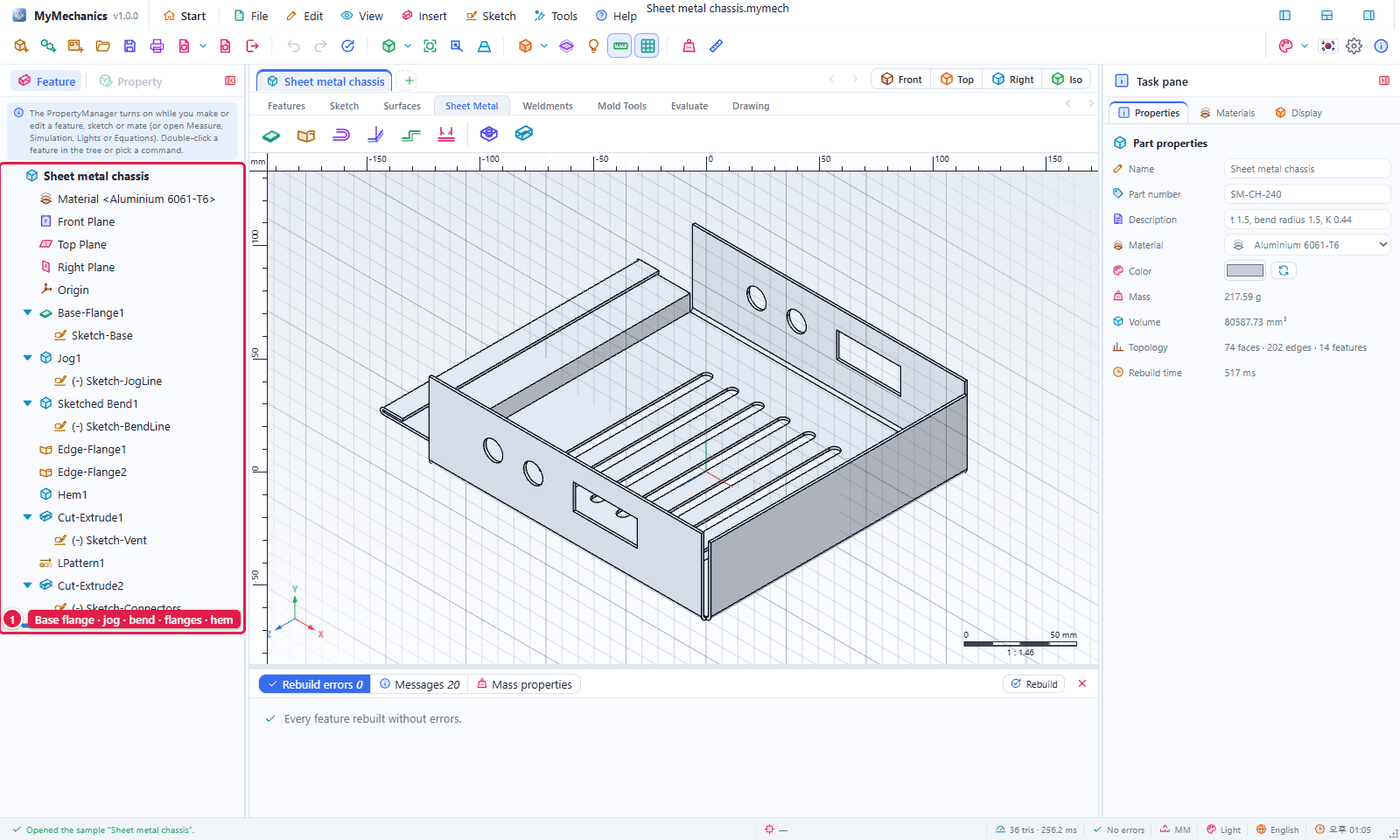 MyMechanics v1.0.0
Start
File
Edit
View
Insert
Sketch
Tools
Help
Sheet metal chassis.mymech
Feature
Property
The PropertyManager turns on while you make
or edit a feature, sketch or mate (or open Measure,
Simulation, Lights or Equations). Double-click a
feature in the tree or pick a command.
Sheet metal chassis
Material <Aluminium 6061-T6>
Front Plane
Top Plane
Right Plane
Origin
Base-Flange1
Sketch-Base
Jog1
(-) Sketch-JogLine
Sketched Bend1
(-) Sketch-BendLine
Edge-Flange1
Edge-Flange2
Hem1
Cut-Extrude1
(-) Sketch-Vent
LPattern1
Cut-Extrude2
(-) Sketch-Connectors
1 Base flange · jog · bend · flanges · hem
Sheet metal chassis
+
Front
Top
Right
Iso
Features
Sketch
Surfaces
Sheet Metal
Weldments
Mold Tools
Evaluate
Drawing
mm
-150
-100
-50
0
50
100
150
100
50
0
-50
Y
X
Z
0 50 mm
1 : 1.46
Rebuild errors 0
Messages 20
Mass properties
Rebuild
Every feature rebuilt without errors.
Task pane
Properties
Materials
Display
Part properties
Name Sheet metal chassis
Part number SM-CH-240
Description t 1.5, bend radius 1.5, K 0.44
Material Aluminium 6061-T6
Color
Mass 217.59 g
Volume 80587.73 mm³
Topology 74 faces · 202 edges · 14 features
Rebuild time 517 ms
Opened the sample "Sheet metal chassis".
—
36 tris · 256.2 ms
No errors
MM
Light
English
오후 01:05